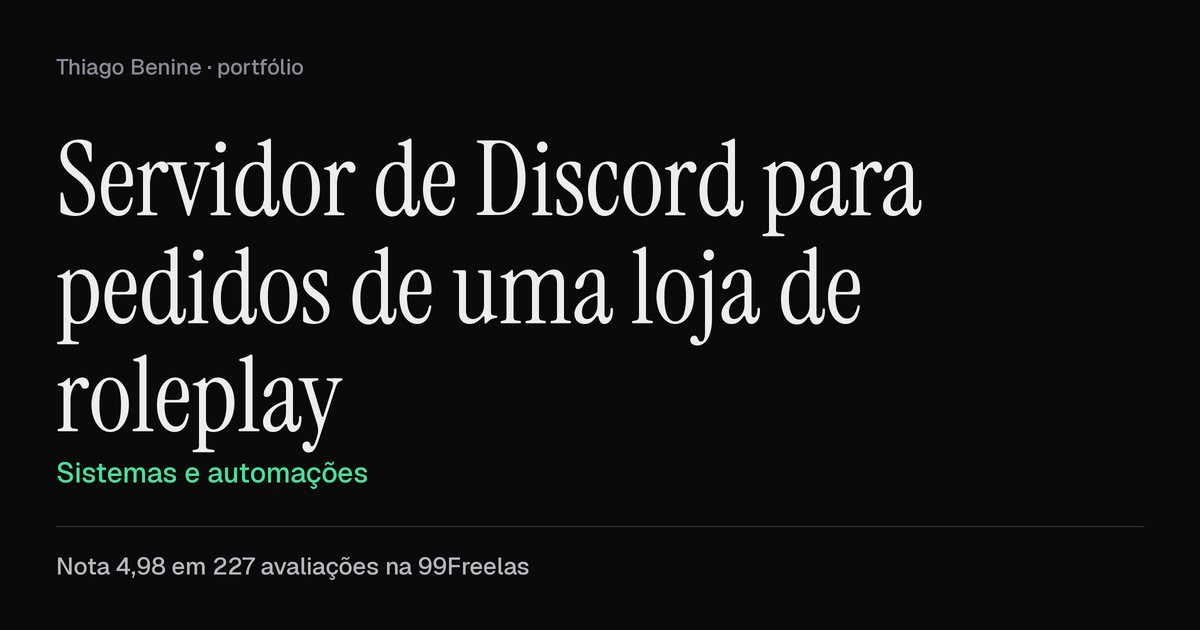 Thiago Benine · portfólio
Servidor de Discord para
pedidos de uma loja de
roleplay
Sistemas e automações
Nota 4,98 em 227 avaliações na 99Freelas